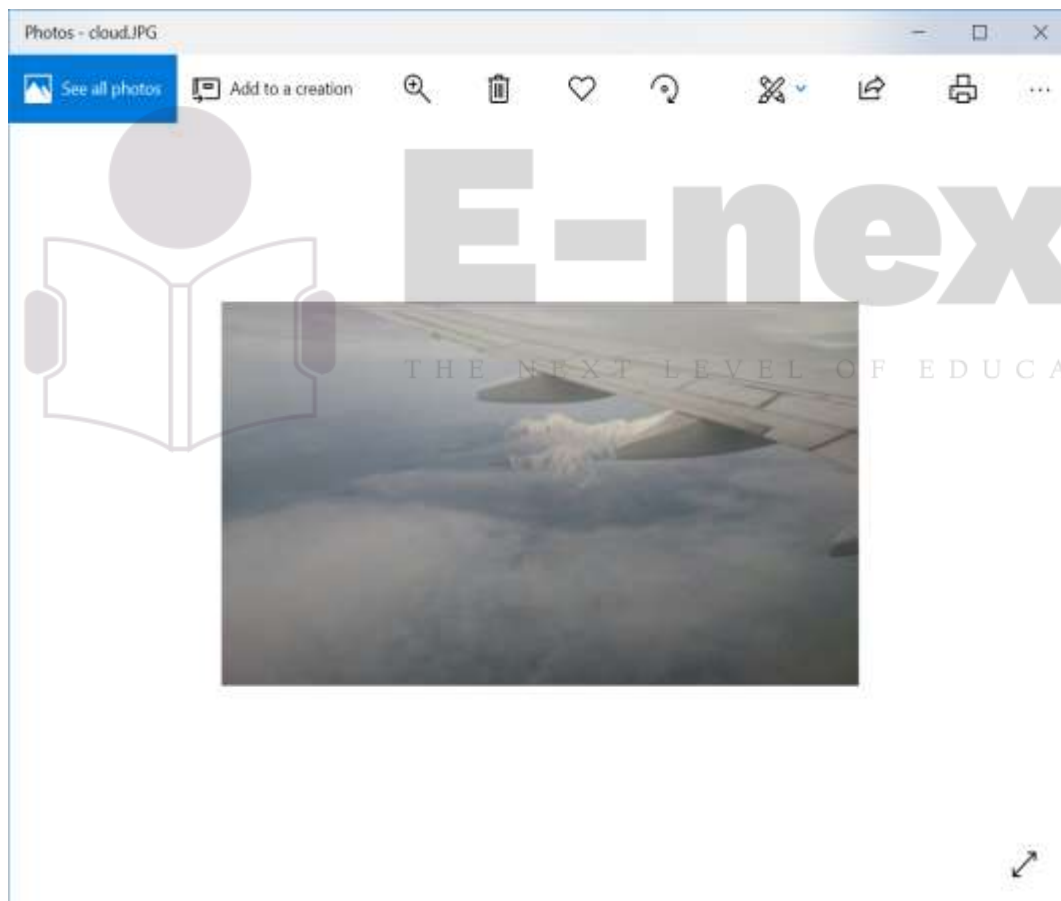 Photos - cloud.JPG
See all photos
Add to a creation
E-nex
THE NEXT LEVEL OF EDUCA